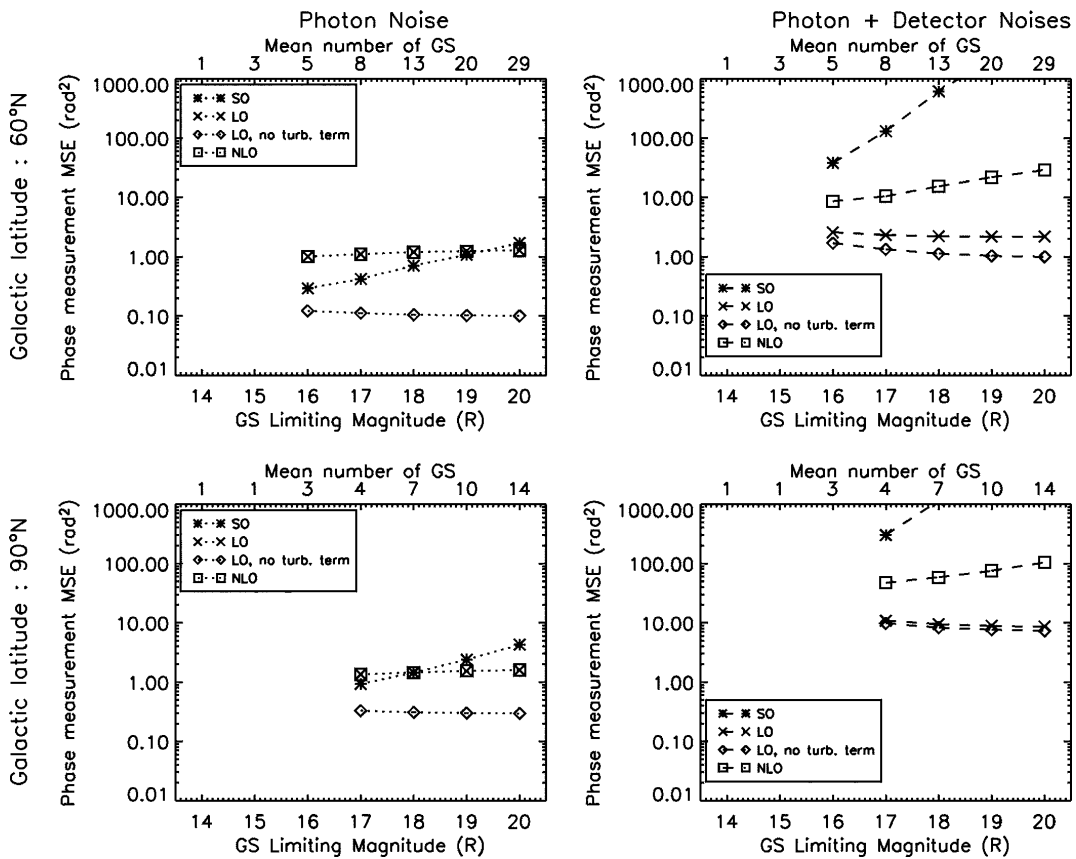 Photon Noise
Mean number of GS
1 3 5 8 13 20 29
Galactic latitude : 60°N
Phase measurement MSE (rad²)
1000.00
100.00
10.00
1.00
0.10
0.01
SO
LO
LO, no turb. term
NLO
14 15 16 17 18 19 20
GS Limiting Magnitude (R)
Photon + Detector Noises
Mean number of GS
1 3 5 8 13 20 29
Phase measurement MSE (rad²)
1000.00
100.00
10.00
1.00
0.10
0.01
SO
LO
LO, no turb. term
NLO
14 15 16 17 18 19 20
GS Limiting Magnitude (R)
Mean number of GS
1 1 3 4 7 10 14
Galactic latitude : 90°N
Phase measurement MSE (rad²)
1000.00
100.00
10.00
1.00
0.10
0.01
SO
LO
LO, no turb. term
NLO
14 15 16 17 18 19 20
GS Limiting Magnitude (R)
Mean number of GS
1 1 3 4 7 10 14
Phase measurement MSE (rad²)
1000.00
100.00
10.00
1.00
0.10
0.01
SO
LO
LO, no turb. term
NLO
14 15 16 17 18 19 20
GS Limiting Magnitude (R)